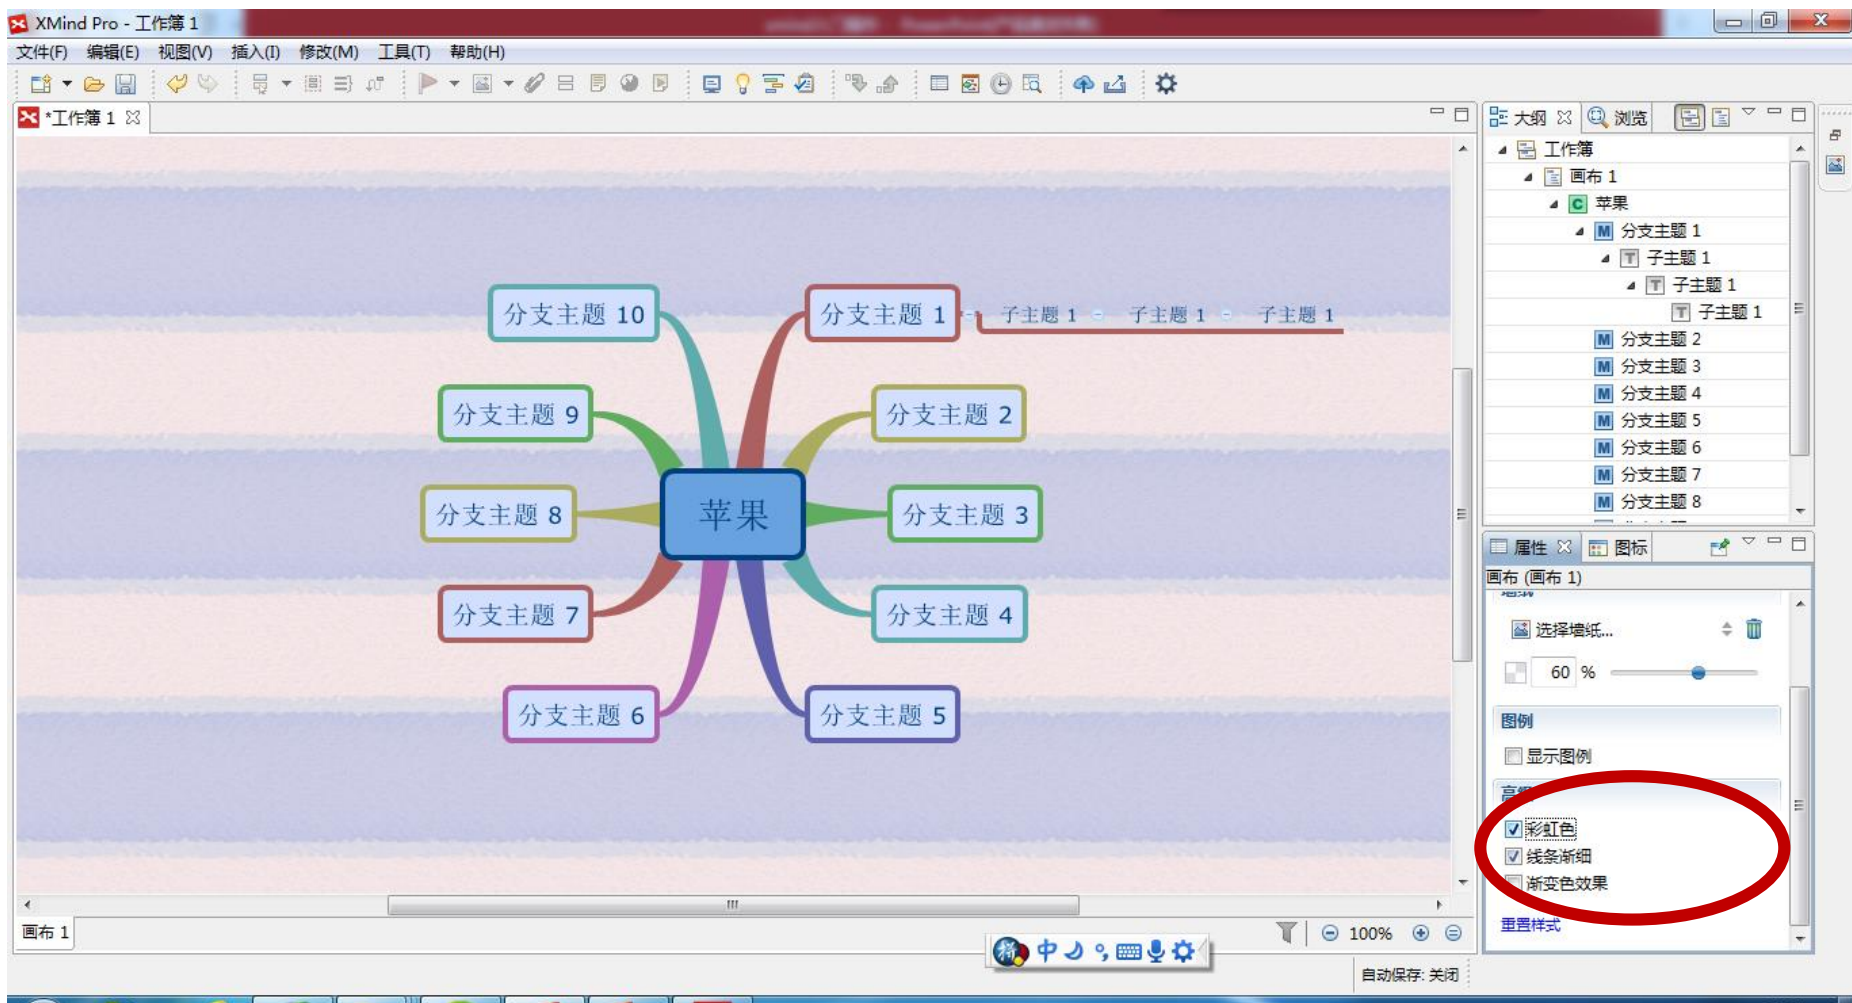 XMind Pro - 工作簿 1
文件(F) 编辑(E) 视图(V) 插入(I) 修改(M) 工具(T) 帮助(H)
*工作簿 1
大纲 浏览
工作簿
画布 1
C 苹果
M 分支主题 1
T 子主题 1
T 子主题 1
T 子主题 1
M 分支主题 2
M 分支主题 3
M 分支主题 4
M 分支主题 5
M 分支主题 6
M 分支主题 7
M 分支主题 8
分支主题 10
分支主题 1
子主题 1
子主题 1
子主题 1
分支主题 9
分支主题 2
分支主题 8
苹果
分支主题 3
分支主题 7
分支主题 4
分支主题 6
分支主题 5
属性 图标
画布 (画布 1)
选择墙纸...
60 %
图例
显示图例
彩虹色
线条渐细
渐变色效果
重置样式
画布 1
100%
中
自动保存: 关闭